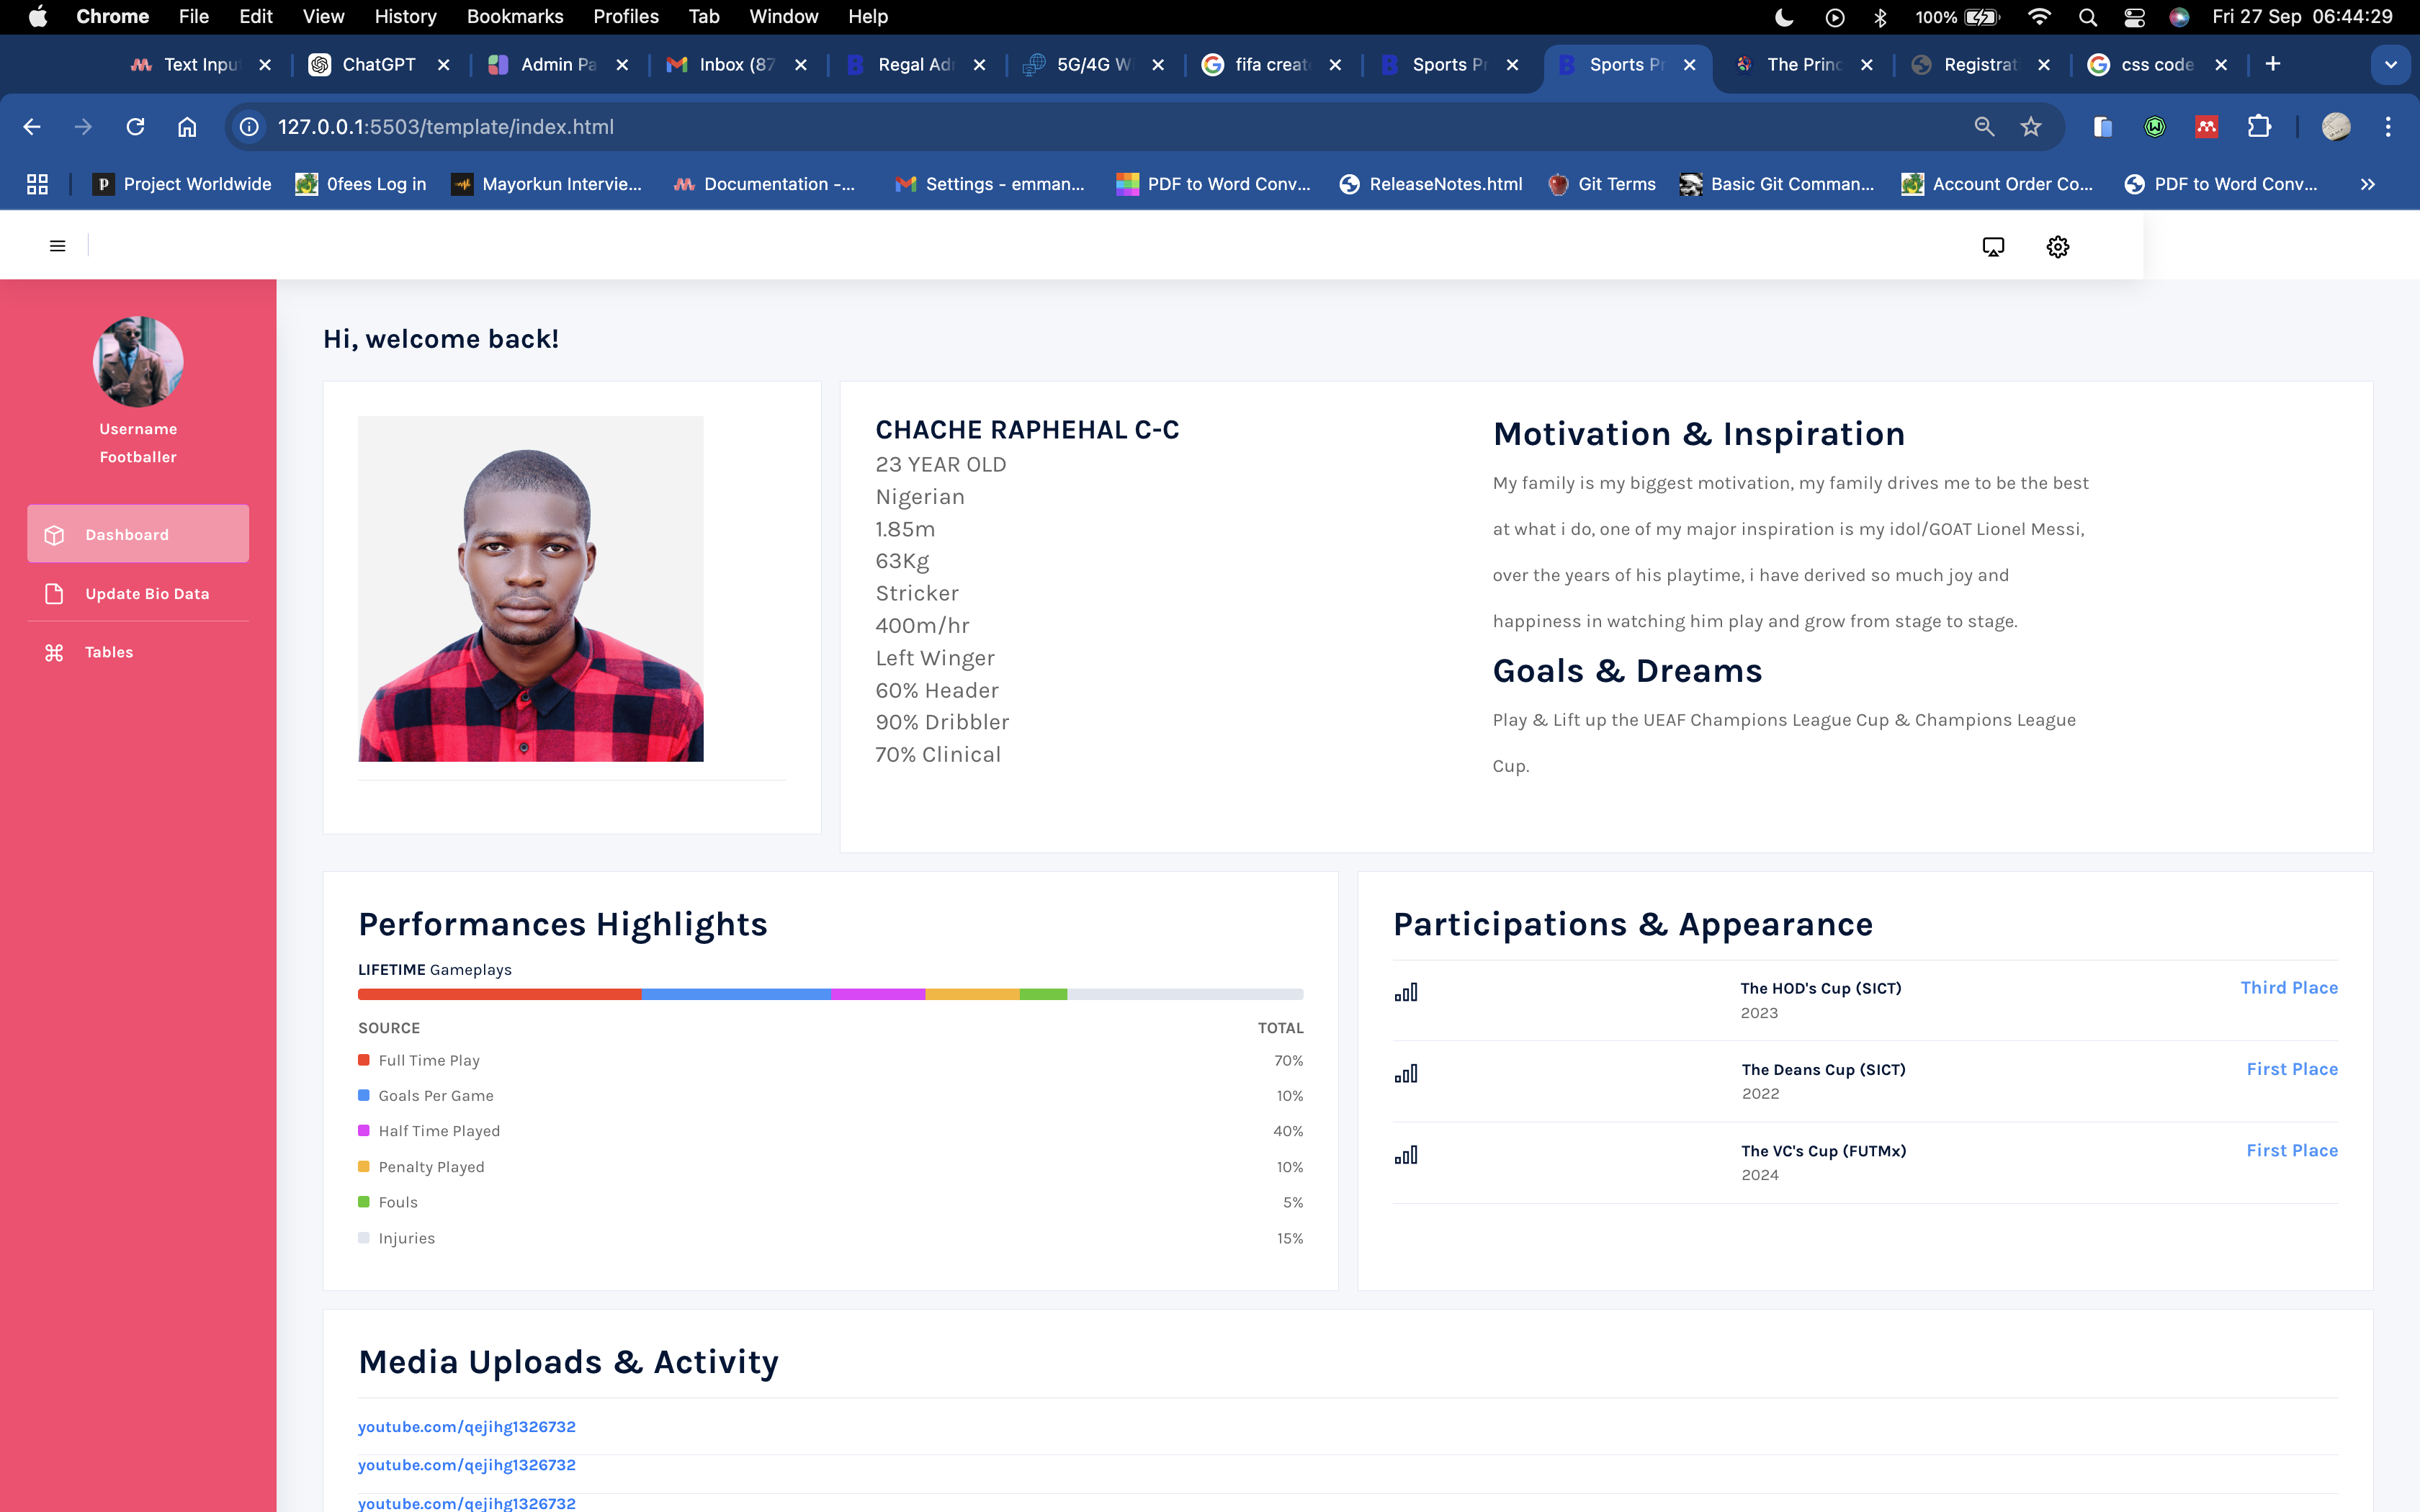 Chrome File Edit View History Bookmarks Profiles Tab Window Help 100% Fri 27 Sep 06:44:29
Text Inpu ChatGPT Admin Pa Inbox (87 Regal Adr 5G/4G W fifa creat Sports Pr Sports Pr The Princ Registrat css code
127.0.0.1:5503/template/index.html
Project Worldwide 0fees Log in Mayorkun Intervie... Documentation -... Settings - emman... PDF to Word Conv... ReleaseNotes.html Git Terms Basic Git Comman... Account Order Co... PDF to Word Conv...
Username
Footballer
Dashboard
Update Bio Data
Tables
Hi, welcome back!
CHACHE RAPHEHAL C-C
23 YEAR OLD
Nigerian
1.85m
63Kg
Stricker
400m/hr
Left Winger
60% Header
90% Dribbler
70% Clinical
Motivation & Inspiration
My family is my biggest motivation, my family drives me to be the best
at what i do, one of my major inspiration is my idol/GOAT Lionel Messi,
over the years of his playtime, i have derived so much joy and
happiness in watching him play and grow from stage to stage.
Goals & Dreams
Play & Lift up the UEAF Champions League Cup & Champions League
Cup.
Performances Highlights
LIFETIME Gameplays
SOURCE TOTAL
Full Time Play 70%
Goals Per Game 10%
Half Time Played 40%
Penalty Played 10%
Fouls 5%
Injuries 15%
Participations & Appearance
The HOD's Cup (SICT) Third Place
2023
The Deans Cup (SICT) First Place
2022
The VC's Cup (FUTMx) First Place
2024
Media Uploads & Activity
youtube.com/qejihg1326732
youtube.com/qejihg1326732
youtube.com/qejihg1326732